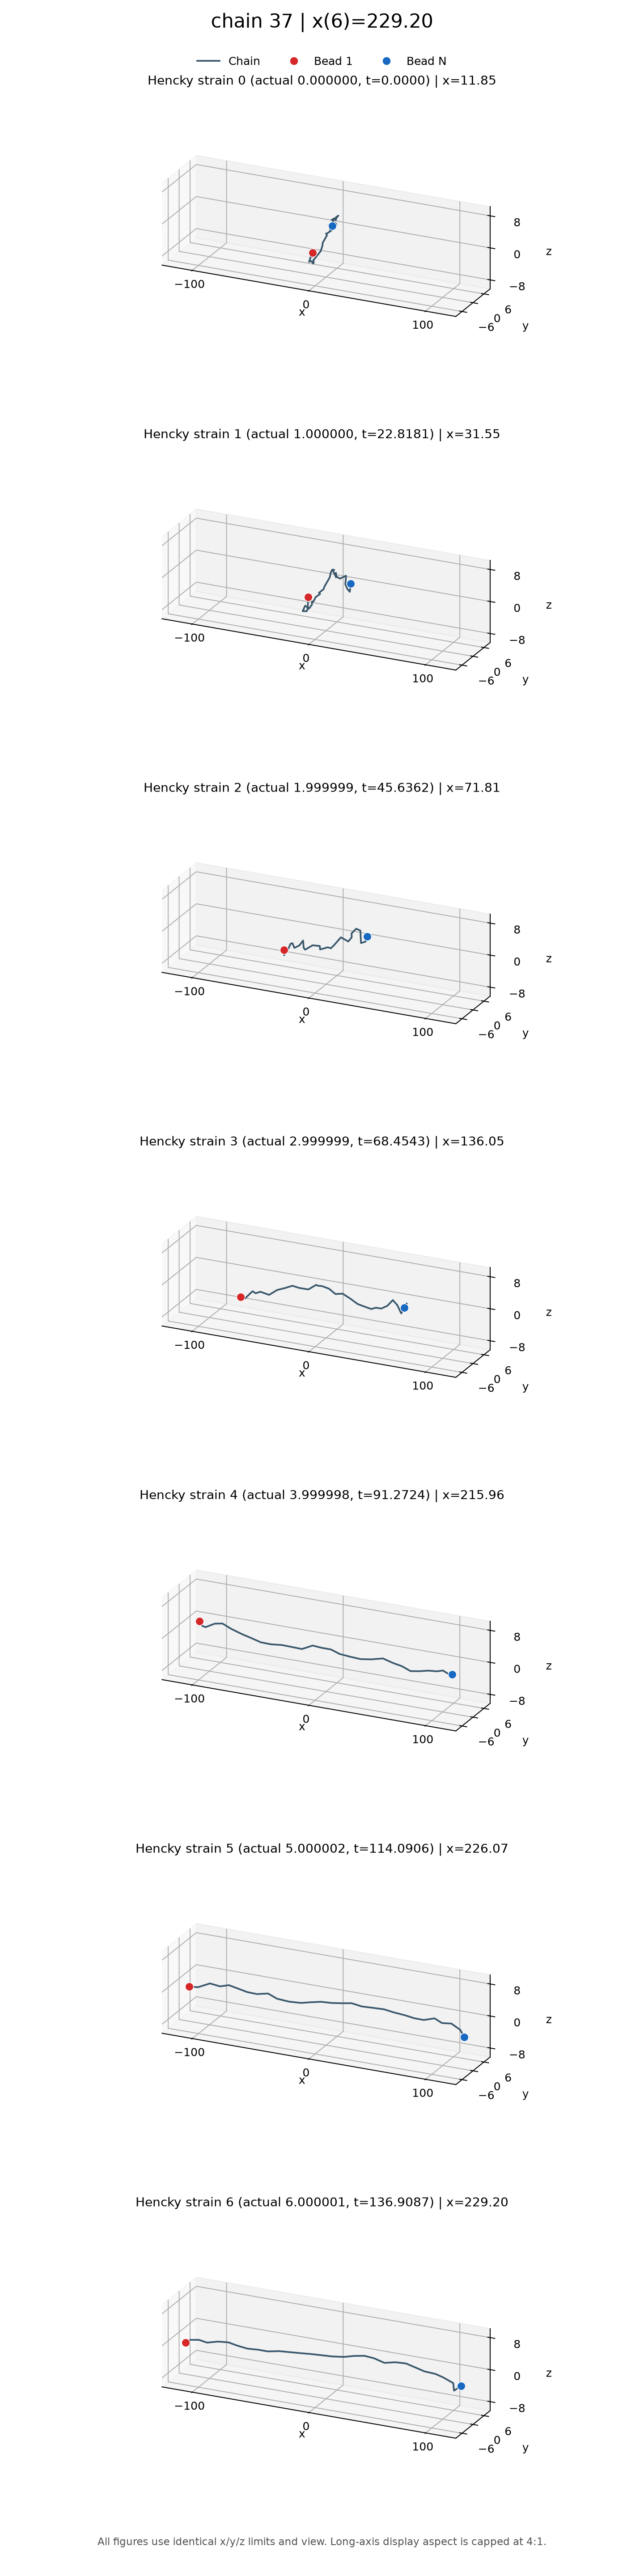 chain 37 | x(6)=229.20
Chain Bead 1 Bead N
Hencky strain 0 (actual 0.000000, t=0.0000) | x=11.85
8
0
−8
z
−100
0
100
x
−6
0
6
y
Hencky strain 1 (actual 1.000000, t=22.8181) | x=31.55
8
0
−8
z
−100
0
100
x
−6
0
6
y
Hencky strain 2 (actual 1.999999, t=45.6362) | x=71.81
8
0
−8
z
−100
0
100
x
−6
0
6
y
Hencky strain 3 (actual 2.999999, t=68.4543) | x=136.05
8
0
−8
z
−100
0
100
x
−6
0
6
y
Hencky strain 4 (actual 3.999998, t=91.2724) | x=215.96
8
0
−8
z
−100
0
100
x
−6
0
6
y
Hencky strain 5 (actual 5.000002, t=114.0906) | x=226.07
8
0
−8
z
−100
0
100
x
−6
0
6
y
Hencky strain 6 (actual 6.000001, t=136.9087) | x=229.20
8
0
−8
z
−100
0
100
x
−6
0
6
y
All figures use identical x/y/z limits and view. Long-axis display aspect is capped at 4:1.